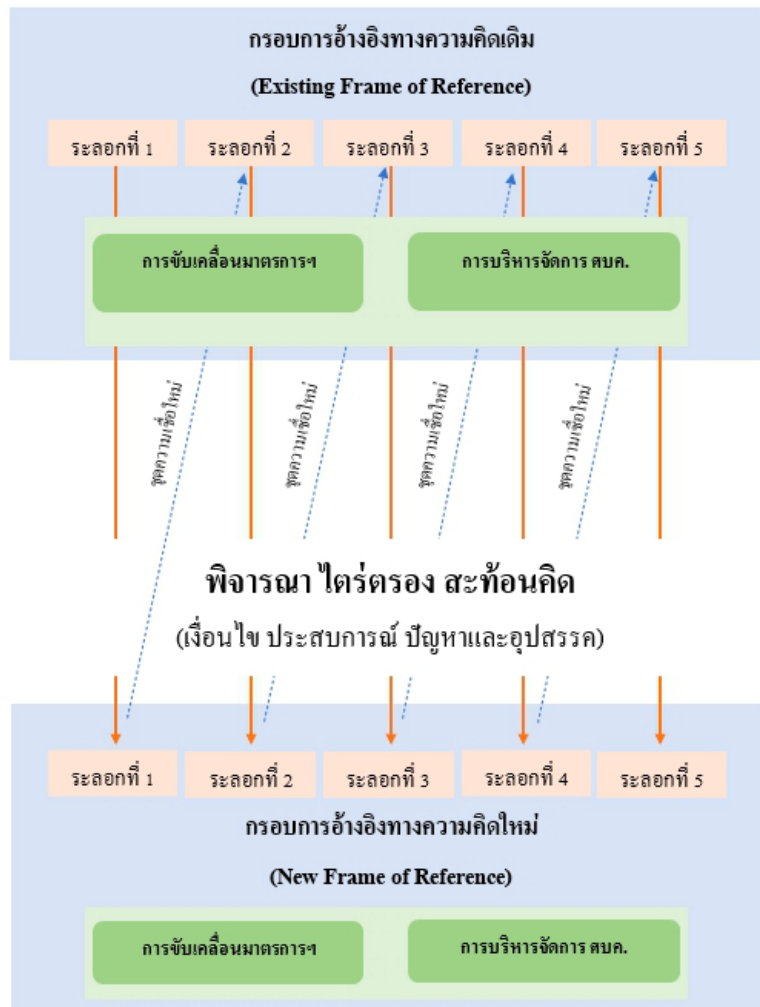 กรอบการอ้างอิงทางความคิดเดิม
(Existing Frame of Reference)
ระลอกที่ 1
ระลอกที่ 2
ระลอกที่ 3
ระลอกที่ 4
ระลอกที่ 5
การขับเคลื่อนมาตรการฯ
การบริหารจัดการ ศบค.
ชุดความเชื่อใหม่
ชุดความเชื่อใหม่
ชุดความเชื่อใหม่
ชุดความเชื่อใหม่
พิจารณา ไตร่ตรอง สะท้อนคิด
(เงื่อนไข ประสบการณ์ ปัญหาและอุปสรรค)
ระลอกที่ 1
ระลอกที่ 2
ระลอกที่ 3
ระลอกที่ 4
ระลอกที่ 5
กรอบการอ้างอิงทางความคิดใหม่
(New Frame of Reference)
การขับเคลื่อนมาตรการฯ
การบริหารจัดการ ศบค.